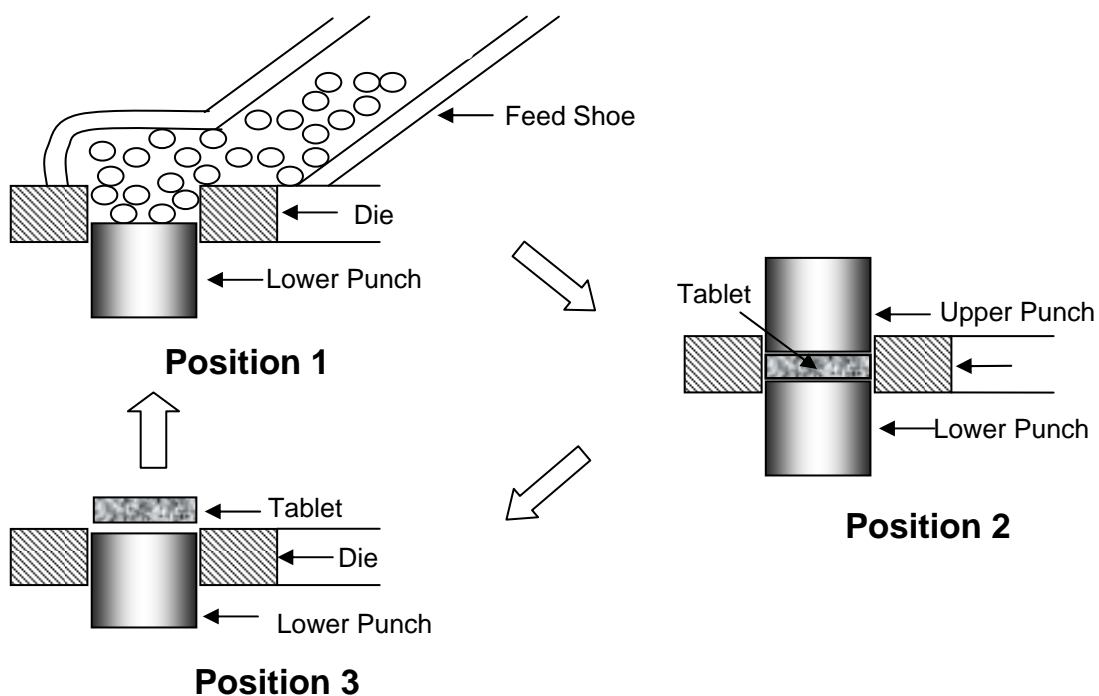 Feed Shoe
Die
Lower Punch
Position 1
Tablet
Upper Punch
Lower Punch
Position 2
Tablet
Die
Lower Punch
Position 3